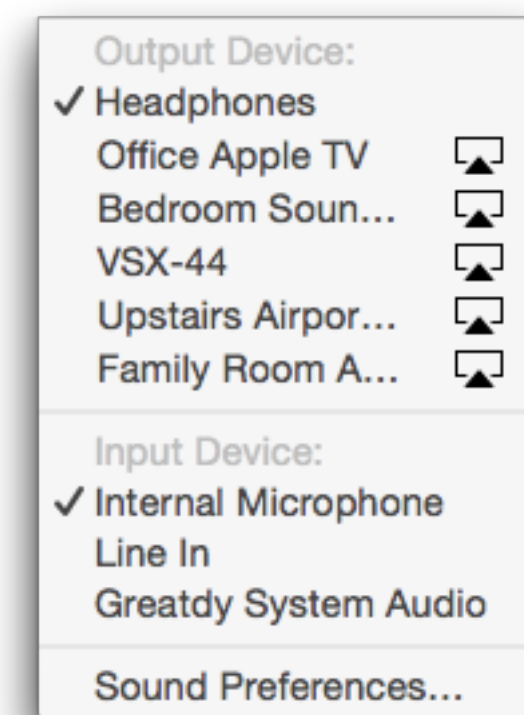 Output Device:
✓ Headphones
Office Apple TV
Bedroom Soun...
VSX-44
Upstairs Airpor...
Family Room A...
Input Device:
✓ Internal Microphone
Line In
Greatdy System Audio
Sound Preferences...